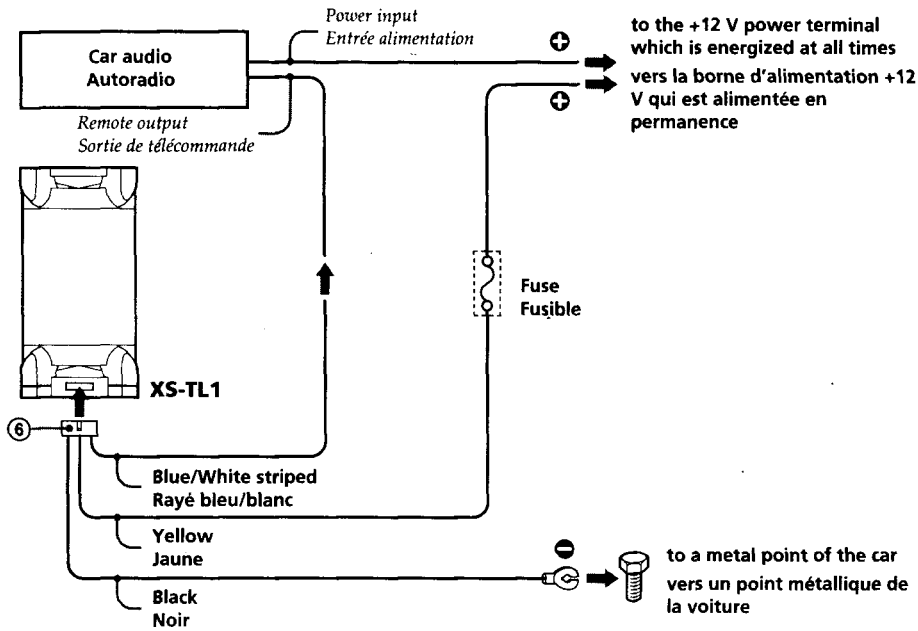 Power input
Entrée alimentation
Car audio
Autoradio
Remote output
Sortie de télécommande
+
to the +12 V power terminal
which is energized at all times
+
vers la borne d'alimentation +12
V qui est alimentée en
permanence
Fuse
Fusible
XS-TL1
6
Blue/White striped
Rayé bleu/blanc
Yellow
Jaune
Black
Noir
−
to a metal point of the car
vers un point métallique de
la voiture